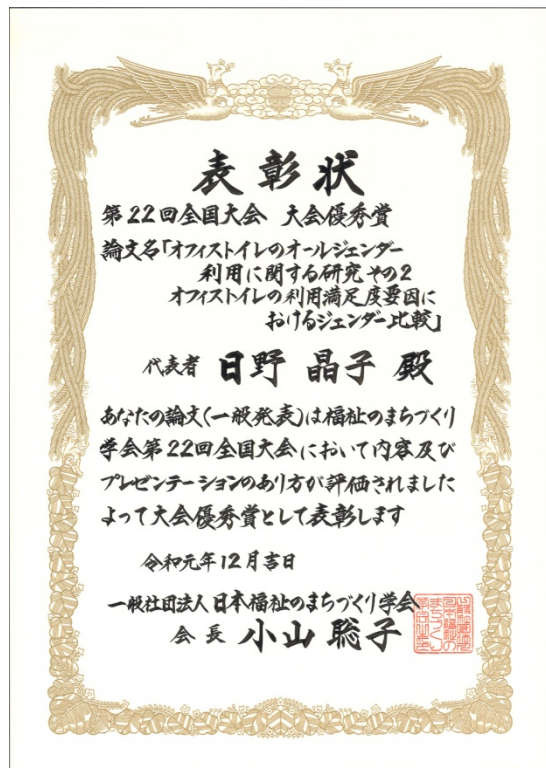 表彰状
第22回全国大会 大会優秀賞
論文名「オフィストイレのオールジェンダー
利用に関する研究その2
オフィストイレの利用満足度要因に
おけるジェンダー比較」
代表者 日野 晶子 殿
あなたの論文(一般発表)は福祉のまちづくり
学会第22回全国大会において内容及び
プレゼンテーションのあり方が評価されました
よって大会優秀賞として表彰します
令和元年12月吉日
一般社団法人日本福祉のまちづくり学会
会長 小山聡子